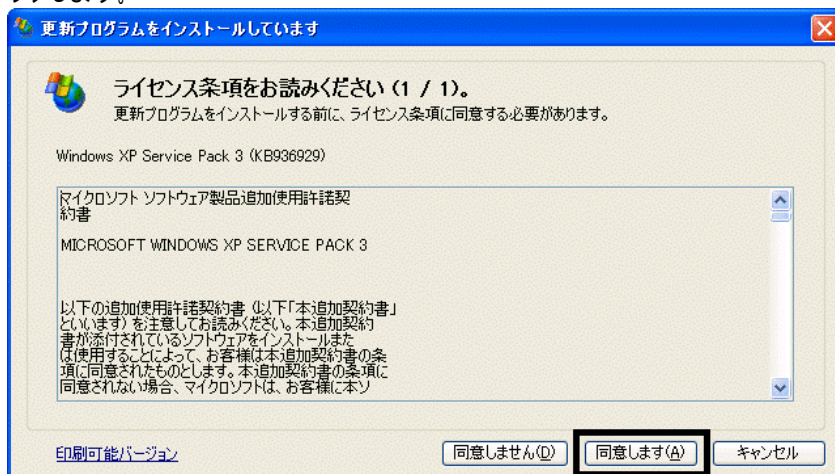 ックします。
更新プログラムをインストールしています
ライセンス条項をお読みください (1 / 1)。
更新プログラムをインストールする前に、ライセンス条項に同意する必要があります。
Windows XP Service Pack 3 (KB936929)
マイクロソフト ソフトウェア製品追加使用許諾契
約書
MICROSOFT WINDOWS XP SERVICE PACK 3
以下の追加使用許諾契約書 (以下「本追加契約書」
といいます) を注意してお読みください。本追加契約
書が添付されているソフトウェアをインストールまた
は使用することによって、お客様は本追加契約書の条
項に同意されたものとします。本追加契約書の条項に
同意されない場合、マイクロソフトは、お客様に本ソ
印刷可能バージョン 同意しません(D) 同意します(A) キャンセル